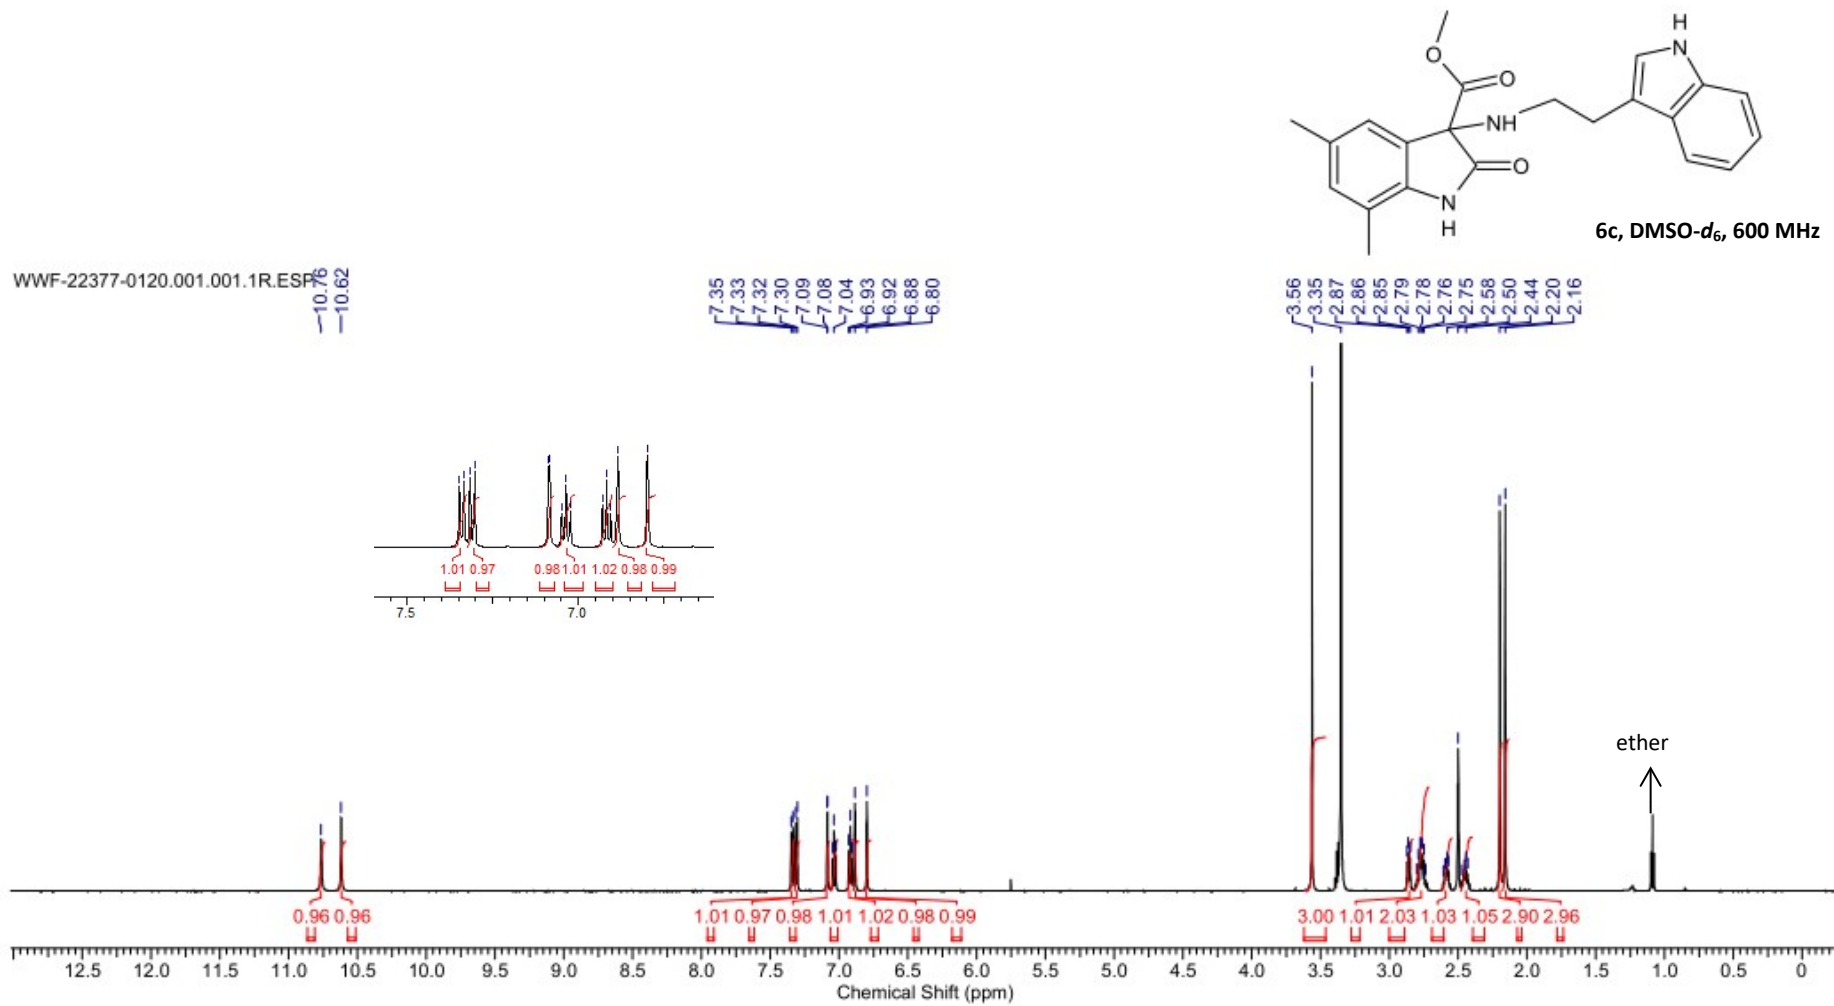 H
N
O
O
NH
O
N
H
6c, DMSO-d6, 600 MHz
WWF-22377-0120.001.001.1R.ESP
10.76
10.62
7.35
7.33
7.32
7.30
7.09
7.08
7.04
6.93
6.92
6.88
6.80
3.56
3.35
2.87
2.86
2.85
2.79
2.78
2.76
2.75
2.58
2.50
2.44
2.20
2.16
1.01 0.97 0.98 1.01 1.02 0.98 0.99
7.5 7.0
ether
0.96 0.96 1.01 0.97 0.98 1.01 1.02 0.98 0.99 3.00 1.01 2.03 1.03 1.05 2.90 2.96
12.5 12.0 11.5 11.0 10.5 10.0 9.5 9.0 8.5 8.0 7.5 7.0 6.5 6.0 5.5 5.0 4.5 4.0 3.5 3.0 2.5 2.0 1.5 1.0 0.5 0
Chemical Shift (ppm)